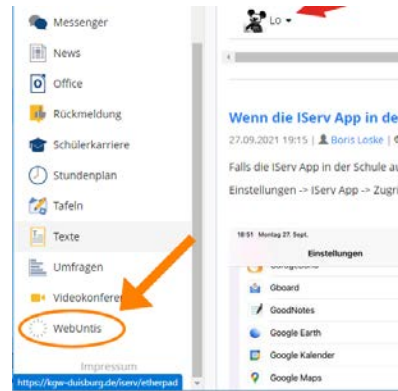 Messenger
News
Office
Rückmeldung
Schülerkarriere
Stundenplan
Tafeln
Texte
Umfragen
Videokonfere
WebUntis
Impressum
https://kgw-duisburg.de/iserv/etherpad
Lo
Wenn die IServ App in de
27.09.2021 19:15 | Boris Loske |
Falls die IServ App in der Schule au
Einstellungen -> IServ App -> Zugri
18:51 Montag 27. Sept.
Einstellungen
Gboard
GoodNotes
Google Earth
Google Kalender
Google Maps